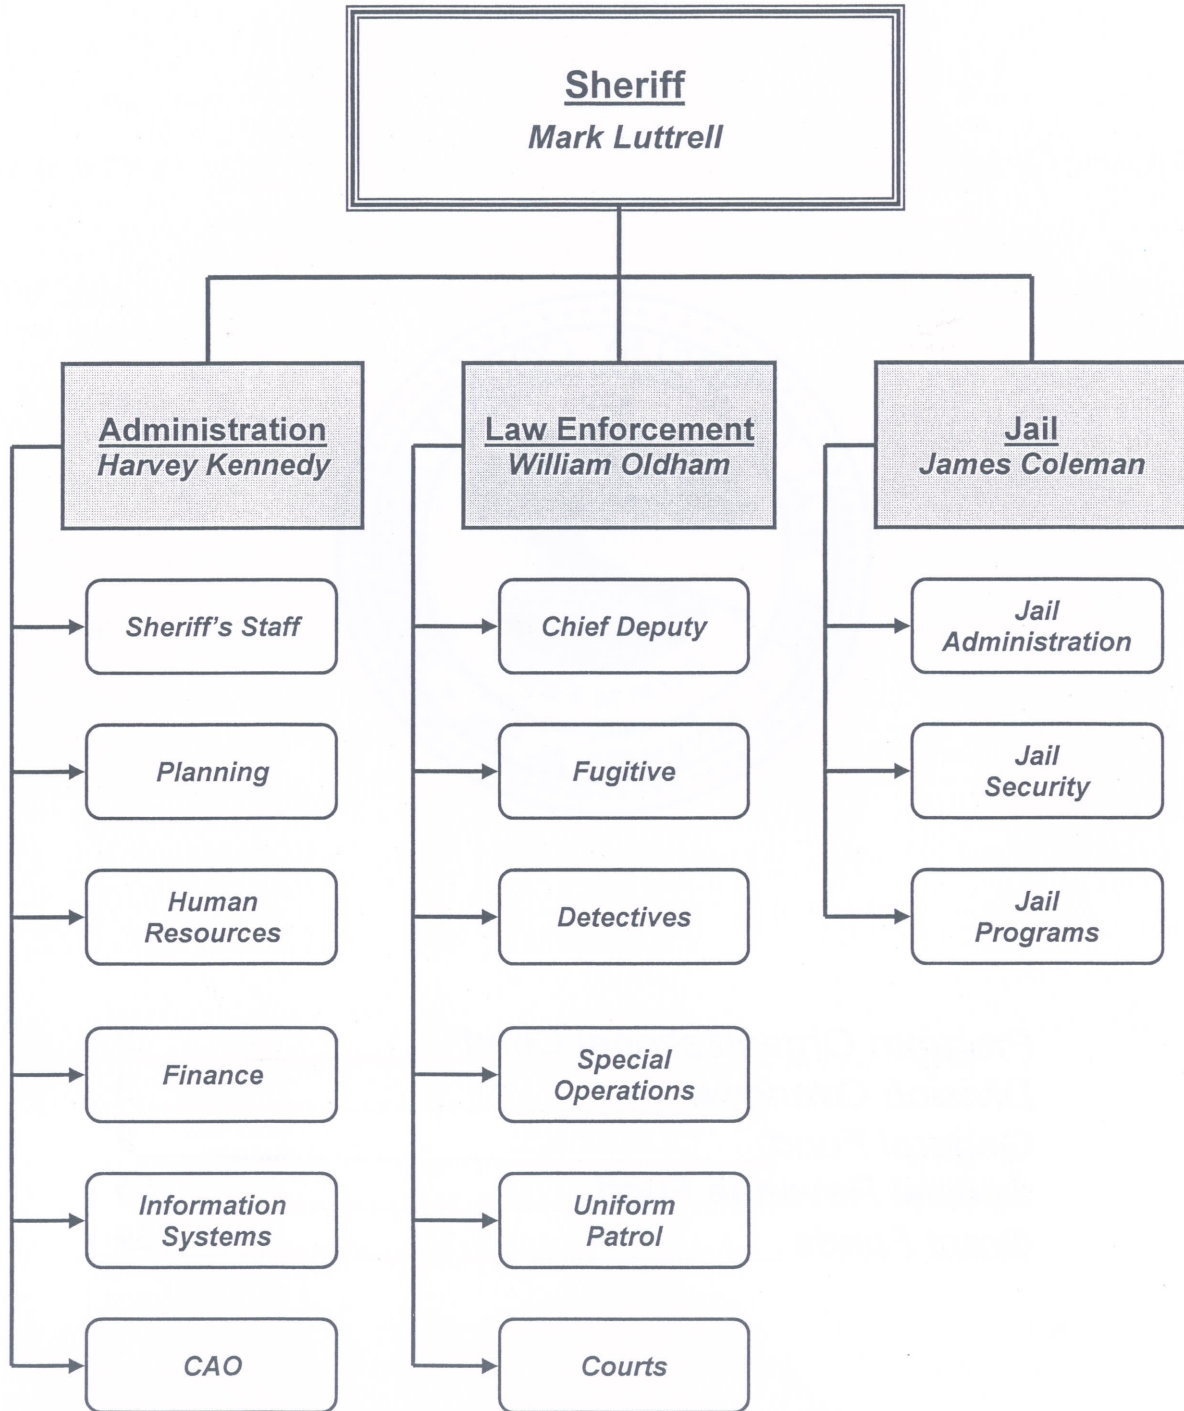 Sheriff
Mark Luttrell
Administration
Harvey Kennedy
Sheriff's Staff
Planning
Human
Resources
Finance
Information
Systems
CAO
Law Enforcement
William Oldham
Chief Deputy
Fugitive
Detectives
Special
Operations
Uniform
Patrol
Courts
Jail
James Coleman
Jail
Administration
Jail
Security
Jail
Programs